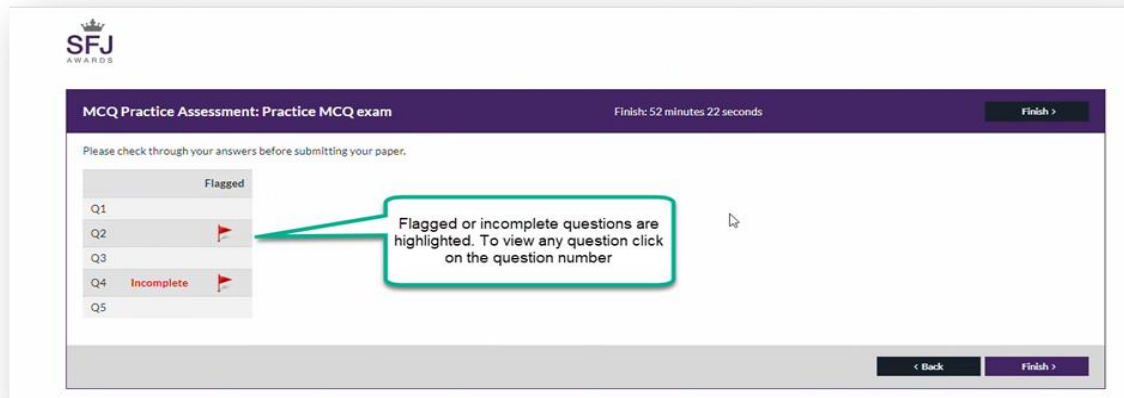 SFJ
AWARDS
MCQ Practice Assessment: Practice MCQ exam
Finish: 52 minutes 22 seconds
Finish >
Please check through your answers before submitting your paper.
Flagged
Q1
Q2
Q3
Q4 Incomplete
Q5
Flagged or incomplete questions are
highlighted. To view any question click
on the question number
< Back
Finish >